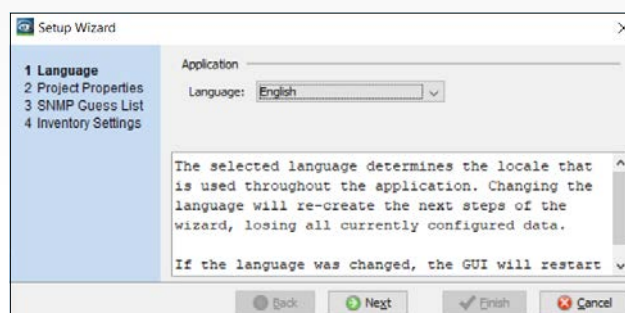 Setup Wizard
1 Language
2 Project Properties
3 SNMP Guess List
4 Inventory Settings
Application
Language: English
The selected language determines the locale that
is used throughout the application. Changing the
language will re-create the next steps of the
wizard, losing all currently configured data.
If the language was changed, the GUI will restart
Back Next Finish Cancel